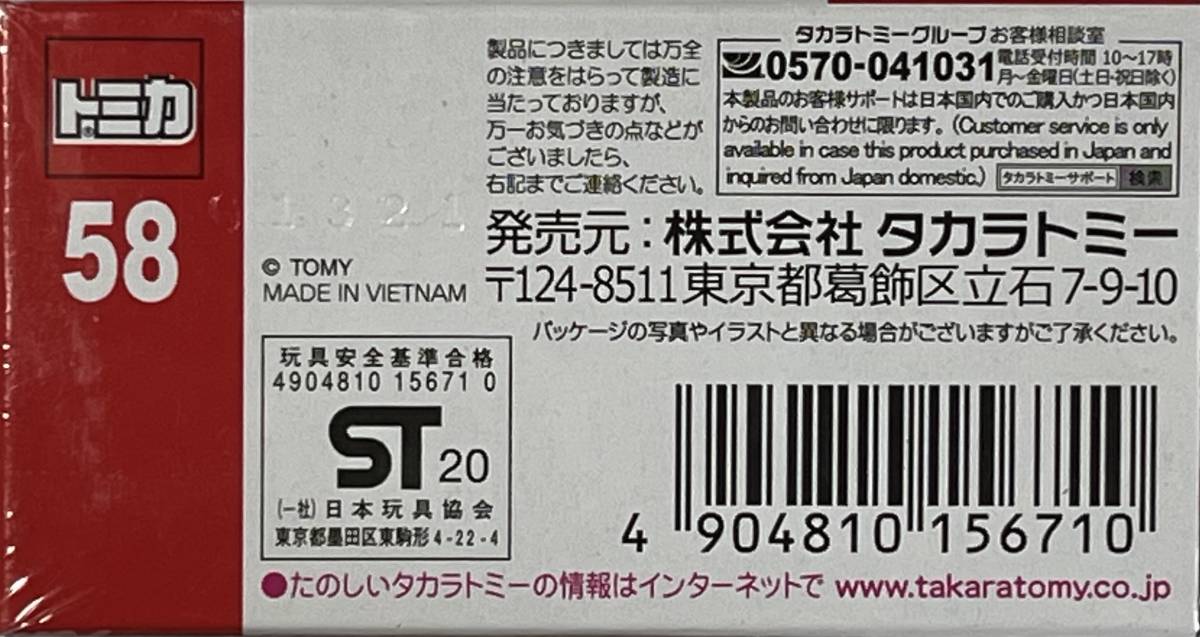 トミカ®
58
製品につきましては万全
の注意をはらって製造に
当たっておりますが、
万一お気づきの点などが
ございましたら、
右記までご連絡ください。
タカラトミーグループお客様相談室
0570-041031
電話受付時間 10～17時
月～金曜日(土日・祝日除く)
本製品のお客様サポートは日本国内でのご購入かつ日本国内
からのお問い合わせに限ります。(Customer service is only
available in case this product purchased in Japan and
inquired from Japan domestic.) タカラトミーサポート 検索
1321
発売元：株式会社 タカラトミー
© TOMY
MADE IN VIETNAM
〒124-8511 東京都葛飾区立石7-9-10
パッケージの写真やイラストと異なる場合がございますがご了承ください。
玩具安全基準合格
4904810 15671 0
ST 20
(一社)日本玩具協会
東京都墨田区東駒形4-22-4
4 904810 156710
●たのしいタカラトミーの情報はインターネットで www.takaratomy.co.jp